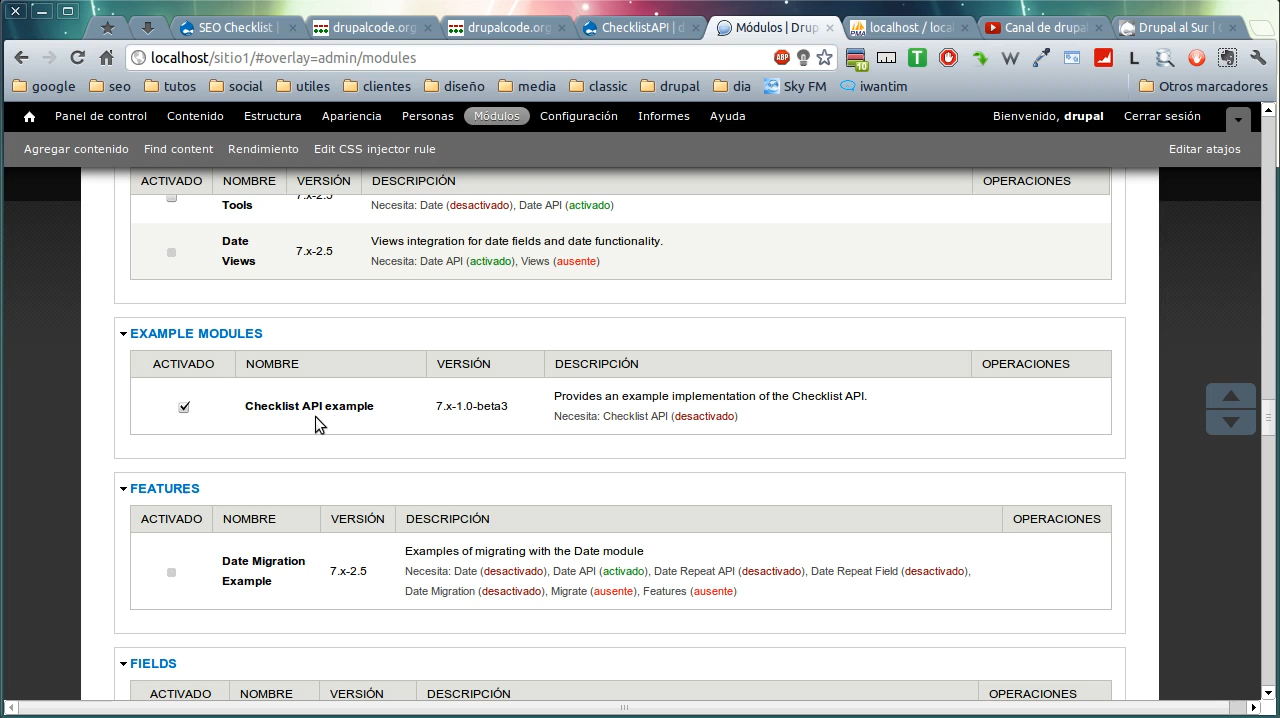 SEO Checklist |
drupalcode.org
drupalcode.org
ChecklistAPI | d
Módulos | Drup
localhost / local
Canal de drupal
Drupal al Sur |
localhost/sitio1/#overlay=admin/modules
ABP
10
google
seo
tutos
social
utiles
clientes
diseño
media
classic
drupal
dia
Sky FM
iwantim
Otros marcadores
Panel de control
Contenido
Estructura
Apariencia
Personas
Módulos
Configuración
Informes
Ayuda
Bienvenido, drupal
Cerrar sesión
Agregar contenido
Find content
Rendimiento
Edit CSS injector rule
Editar atajos
ACTIVADO NOMBRE VERSIÓN DESCRIPCIÓN OPERACIONES
7.x-2.5
Tools
Necesita: Date (desactivado), Date API (activado)
Date
Views
7.x-2.5
Views integration for date fields and date functionality.
Necesita: Date API (activado), Views (ausente)
EXAMPLE MODULES
ACTIVADO NOMBRE VERSIÓN DESCRIPCIÓN OPERACIONES
Checklist API example
7.x-1.0-beta3
Provides an example implementation of the Checklist API.
Necesita: Checklist API (desactivado)
FEATURES
ACTIVADO NOMBRE VERSIÓN DESCRIPCIÓN OPERACIONES
Date Migration
Example
7.x-2.5
Examples of migrating with the Date module
Necesita: Date (desactivado), Date API (activado), Date Repeat API (desactivado), Date Repeat Field (desactivado),
Date Migration (desactivado), Migrate (ausente), Features (ausente)
FIELDS
ACTIVADO NOMBRE VERSIÓN DESCRIPCIÓN OPERACIONES